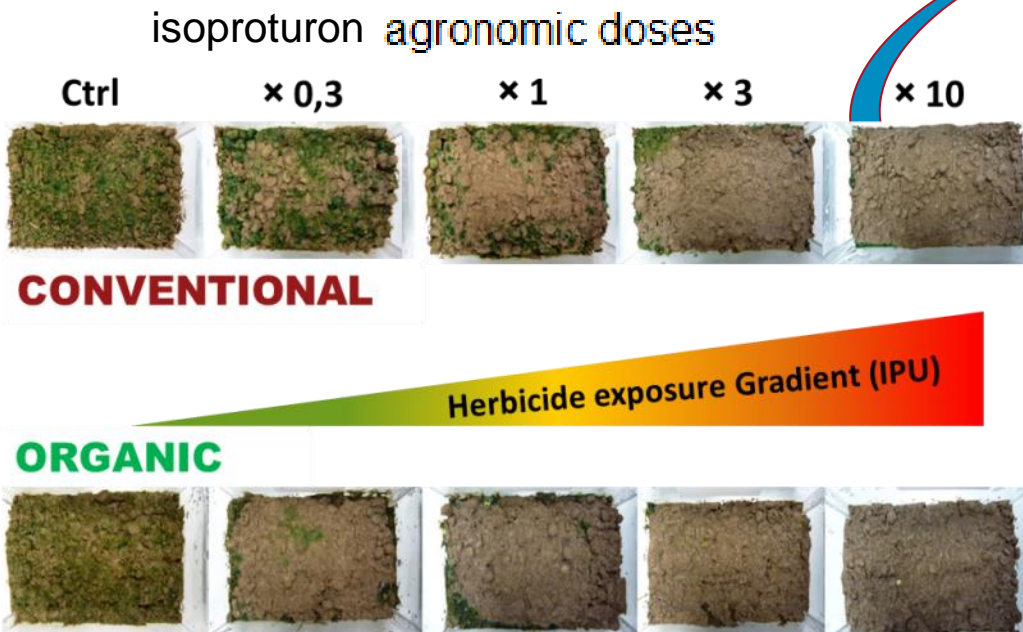 isoproturon agronomic doses
Ctrl × 0,3 × 1 × 3 × 10
CONVENTIONAL
Herbicide exposure Gradient (IPU)
ORGANIC